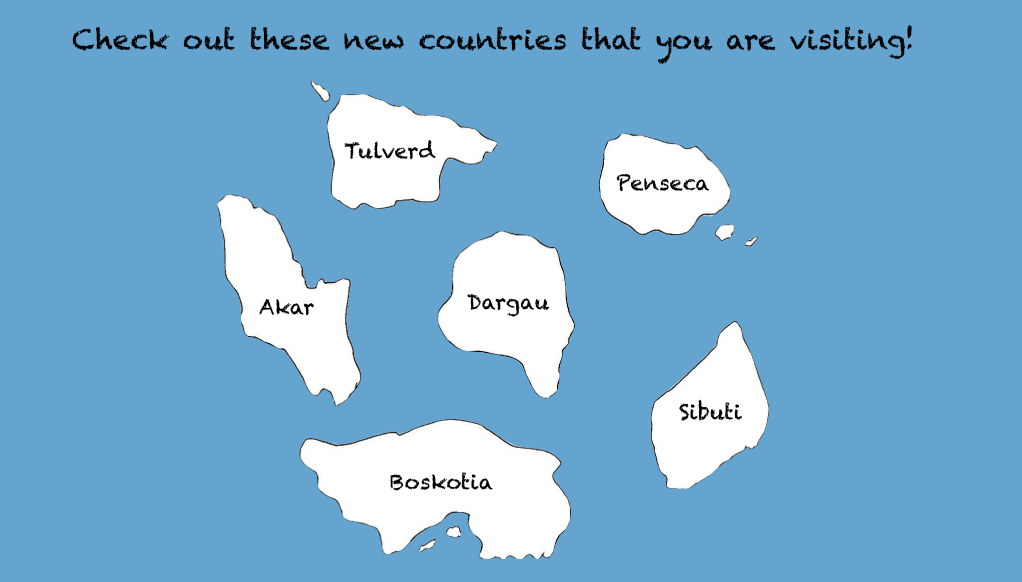 Check out these new countries that you are visiting!
Tulverd
Penseca
Akar
Dargau
Sibuti
Boskotia